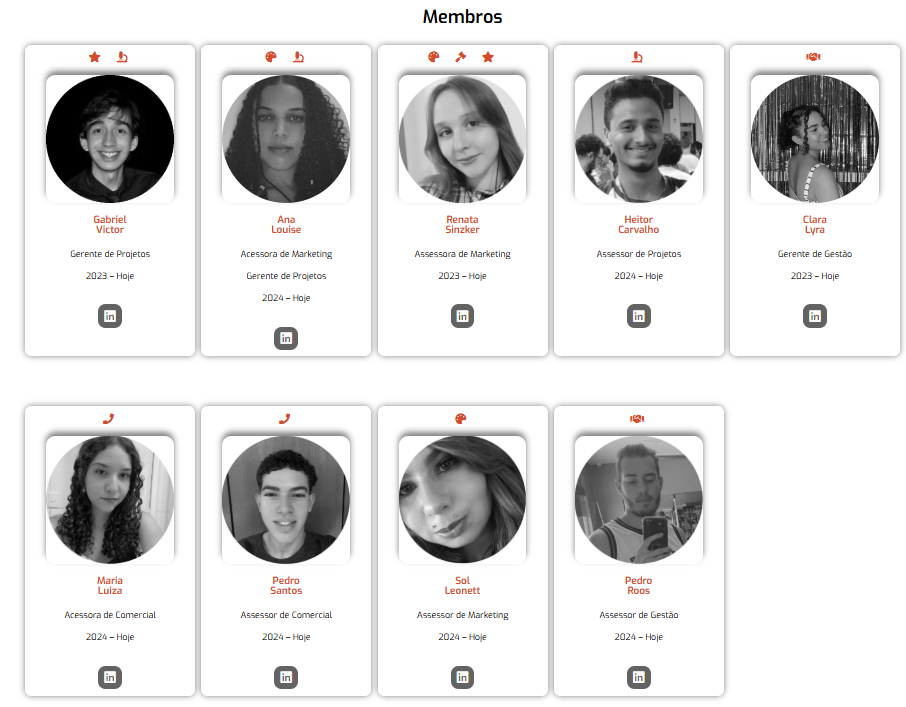 Membros
Gabriel
Victor
Gerente de Projetos
2023 – Hoje
in
Ana
Louise
Acessora de Marketing
Gerente de Projetos
2024 – Hoje
in
Renata
Sinzker
Assessora de Marketing
2023 – Hoje
in
Heitor
Carvalho
Assessor de Projetos
2024 – Hoje
in
Clara
Lyra
Gerente de Gestão
2023 – Hoje
in
Maria
Luiza
Acessora de Comercial
2024 – Hoje
in
Pedro
Santos
Assessor de Comercial
2024 – Hoje
in
Sol
Leonett
Assessor de Marketing
2024 – Hoje
in
Pedro
Roos
Assessor de Gestão
2024 – Hoje
in